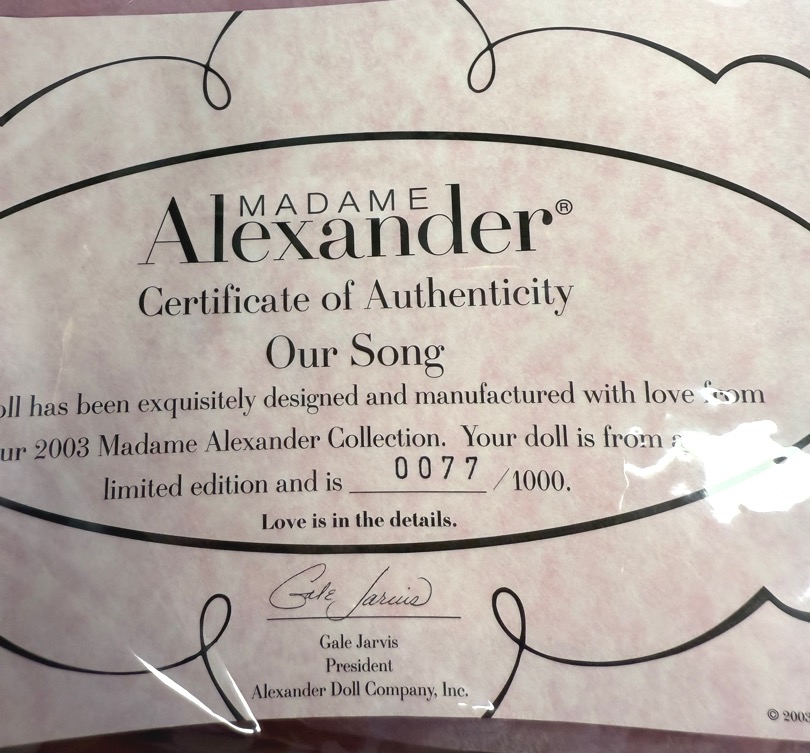 MADAME
Alexander®
Certificate of Authenticity
Our Song
has been exquisitely designed and manufactured with love from
2003 Madame Alexander Collection. Your doll is from
limited edition and is 0077 /1000.
Love is in the details.
Gale Jarvis
Gale Jarvis
President
Alexander Doll Company, Inc.
© 2003